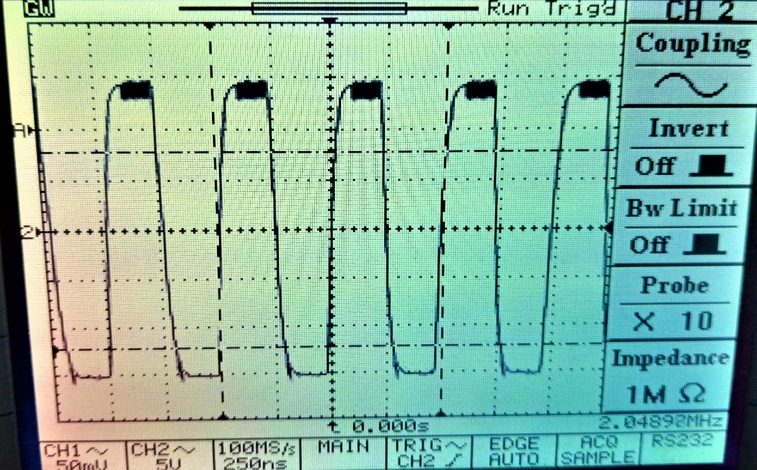 GW
Run Trig'd
CH 2
Coupling
Invert
Off
Bw Limit
Off
Probe
X 10
Impedance
1M Ω
A
2
0.000s
2.04892MHz
CH1~ CH2~ 100MS/s MAIN TRIG~ EDGE ACQ RS232
50mV 5V 250ns CH2 AUTO SAMPLE